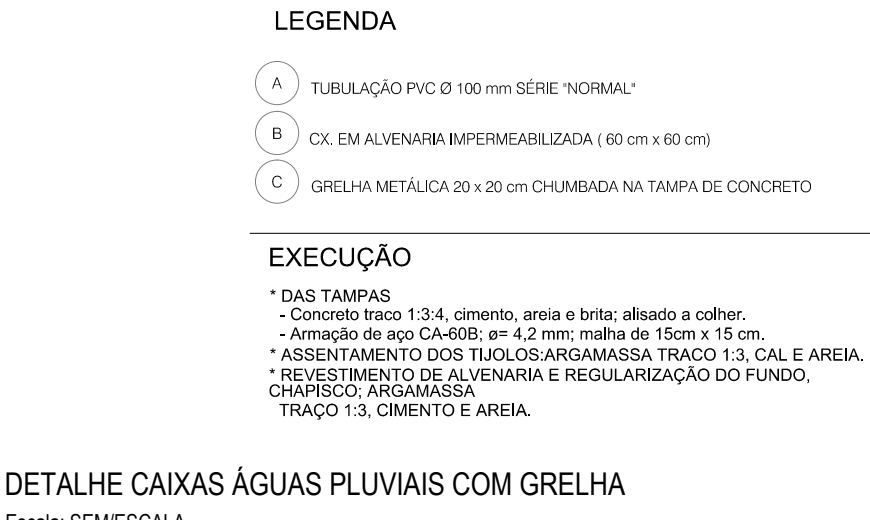 LEGENDA
A TUBULAÇÃO PVC Ø 100 mm SÉRIE "NORMAL"
B CX. EM ALVENARIA IMPERMEABILIZADA ( 60 cm x 60 cm)
C GRELHA METÁLICA 20 x 20 cm CHUMBADA NA TAMPA DE CONCRETO
EXECUÇÃO
* DAS TAMPAS
- Concreto traco 1:3:4, cimento, areia e brita; alisado a colher.
- Armação de aço CA-60B; ø= 4,2 mm; malha de 15cm x 15 cm.
* ASSENTAMENTO DOS TIJOLOS:ARGAMASSA TRACO 1:3, CAL E AREIA.
* REVESTIMENTO DE ALVENARIA E REGULARIZAÇÃO DO FUNDO,
CHAPISCO; ARGAMASSA
TRAÇO 1:3, CIMENTO E AREIA.
DETALHE CAIXAS ÁGUAS PLUVIAIS COM GRELHA
Escala: SEM/ESCALA